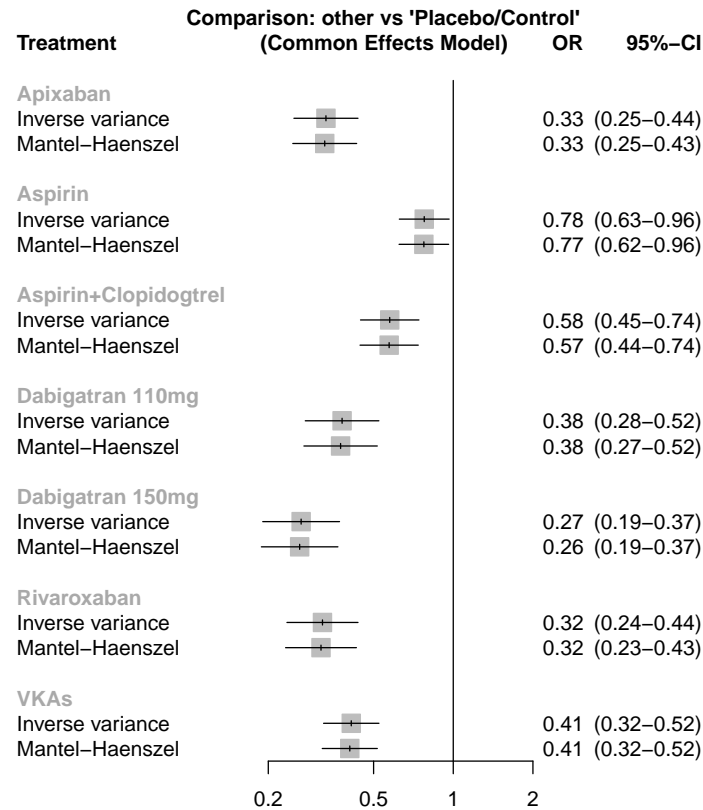 Comparison: other vs 'Placebo/Control'
Treatment (Common Effects Model) OR 95%−CI
Apixaban
Inverse variance 0.33 (0.25−0.44)
Mantel−Haenszel 0.33 (0.25−0.43)
Aspirin
Inverse variance 0.78 (0.63−0.96)
Mantel−Haenszel 0.77 (0.62−0.96)
Aspirin+Clopidogtrel
Inverse variance 0.58 (0.45−0.74)
Mantel−Haenszel 0.57 (0.44−0.74)
Dabigatran 110mg
Inverse variance 0.38 (0.28−0.52)
Mantel−Haenszel 0.38 (0.27−0.52)
Dabigatran 150mg
Inverse variance 0.27 (0.19−0.37)
Mantel−Haenszel 0.26 (0.19−0.37)
Rivaroxaban
Inverse variance 0.32 (0.24−0.44)
Mantel−Haenszel 0.32 (0.23−0.43)
VKAs
Inverse variance 0.41 (0.32−0.52)
Mantel−Haenszel 0.41 (0.32−0.52)
0.2 0.5 1 2